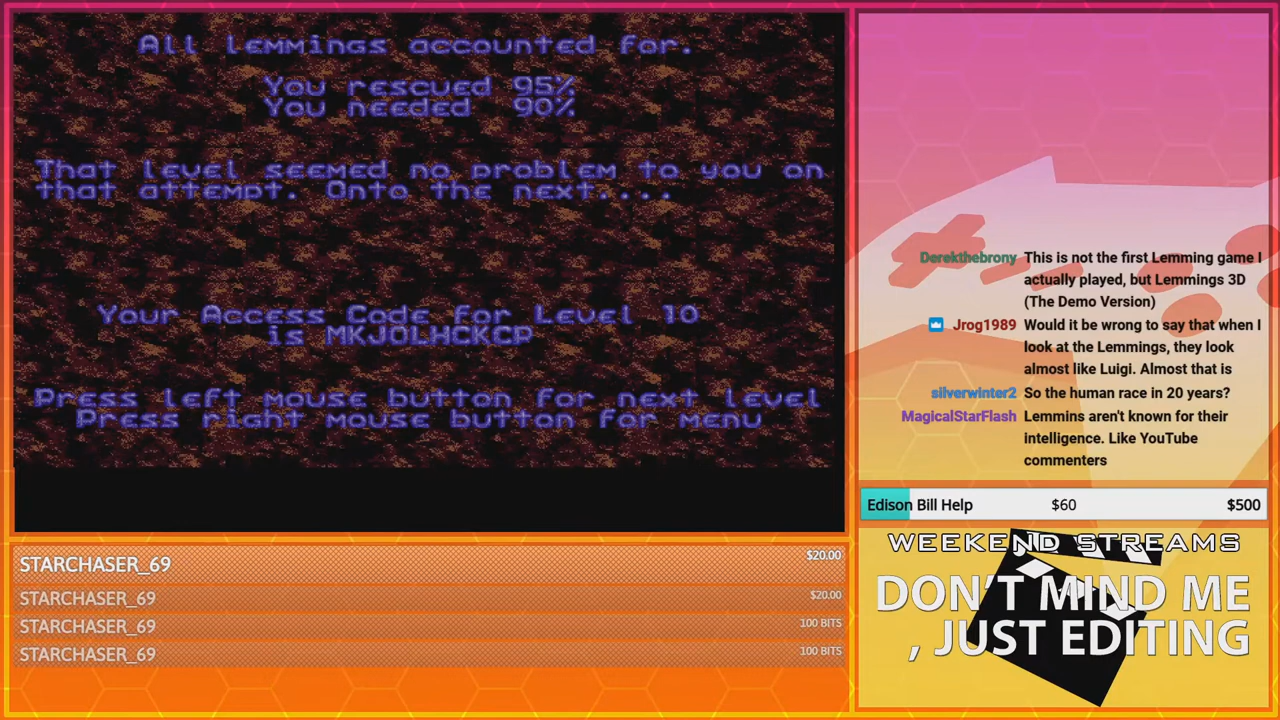 All lemmings accounted for.
You rescued 95%
You needed 90%
That level seemed no problem to you on
that attempt. Onto the next....
Your Access Code for Level 10
is MKJOLHCKCP
Press left mouse button for next level
Press right mouse button for menu
Derekthebrony This is not the first Lemming game I
actually played, but Lemmings 3D
(The Demo Version)
Jrog1989 Would it be wrong to say that when I
look at the Lemmings, they look
almost like Luigi. Almost that is
silverwinter2 So the human race in 20 years?
MagicalStarFlash Lemmins aren't known for their
intelligence. Like YouTube
commenters
Edison Bill Help $60 $500
WEEKEND STREAMS
DON'T MIND ME
, JUST EDITING
STARCHASER_69 $20.00
STARCHASER_69 $20.00
STARCHASER_69 100 BITS
STARCHASER_69 100 BITS